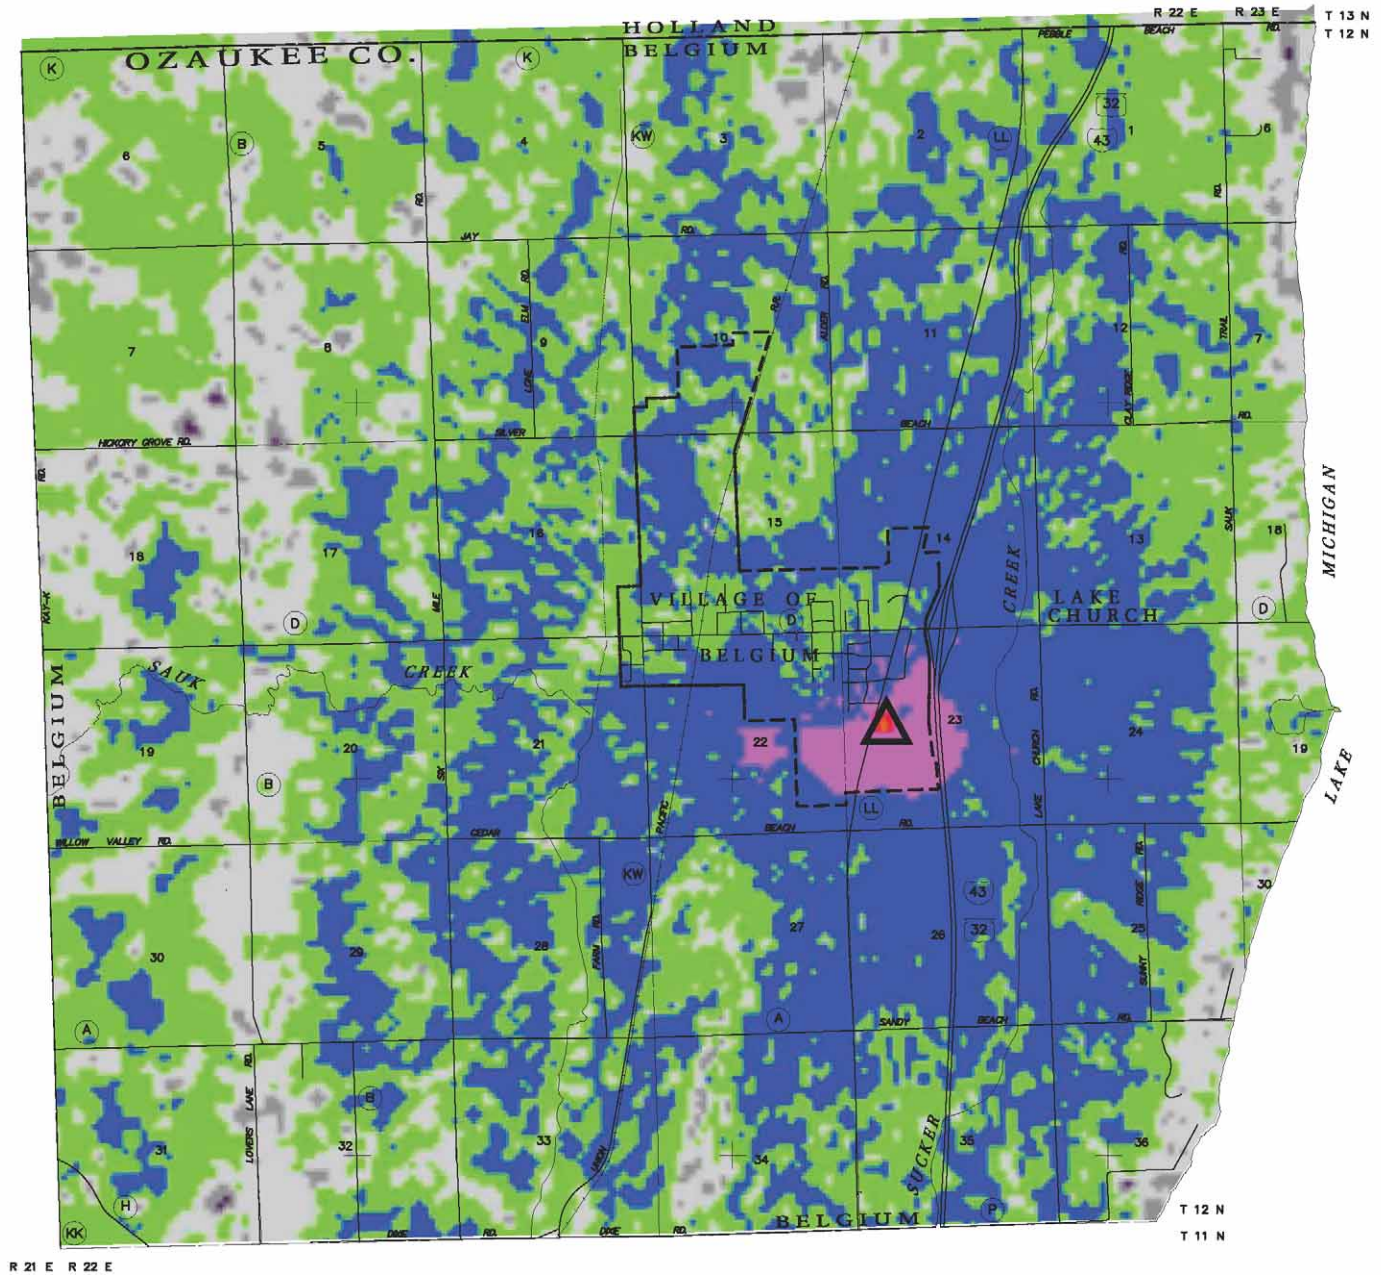 R 22 E R 23 E T 13 N
HOLLAND
T 12 N
OZAUKEE CO. BELGIUM
PEBBLE BEACH RD.
K K
32
B 6 5 4 KW 3 2 LL 43 1 6
RD. RD.
JAY RD.
LONE ELM RD. R.R. ALDER RD. CLAY RIDGE RD. TRAIL
7 8 9 10 11 12 7
HICKORY GROVE RD. SILVER BEACH RD.
RD.
18 17 16 15 14 13 SAUK 18
MICHIGAN
KAY-K MILE CREEK
D VILLAGE OF D LAKE D
CHURCH
BELGIUM
SAUK CREEK
BELGIUM
19 20 21 22 23 24 19
B SIX LAKE CHURCH RD. LAKE
PACIFIC LL
WILLOW VALLEY RD. CEDAR BEACH RD.
KW 43 RIDGE RD. 30
30 29 28 FARM RD. 27 26 32 25 SUNNY
A A SANDY BEACH RD.
LOVERS LANE RD. B
31 32 33 UNION 34 SUCKER 35 36
H
KK DIXIE RD. DIXIE RD. BELGIUM P T 12 N
T 11 N
R 21 E R 22 E